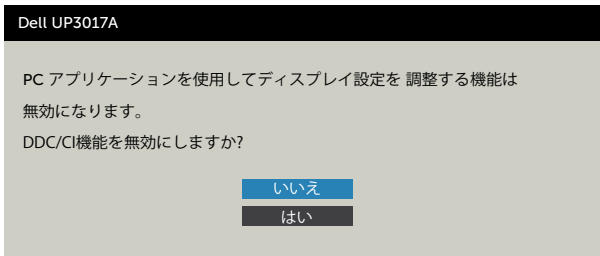 Dell UP3017A
PC アプリケーションを使用してディスプレイ設定を 調整する機能は
無効になります。
DDC/CI機能を無効にしますか?
いいえ
はい